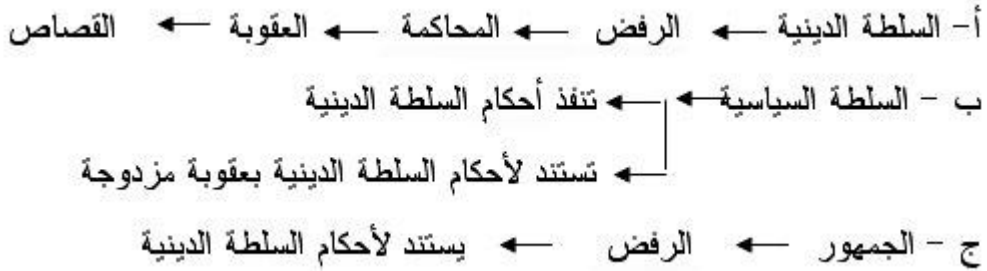 أ- السلطة الدينية ← الرفض ← المحاكمة ← العقوبة ← القصاص
ب - السلطة السياسية ← ← تنفذ أحكام السلطة الدينية
← تستند لأحكام السلطة الدينية بعقوبة مزدوجة
ج - الجمهور ← الرفض ← يستند لأحكام السلطة الدينية